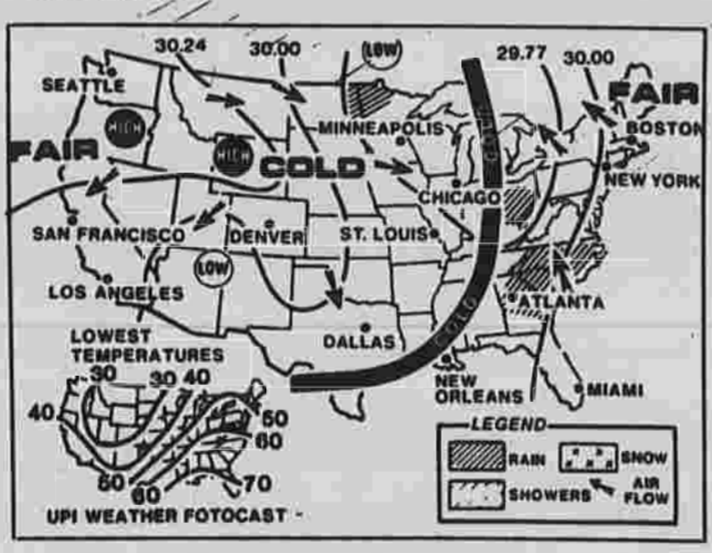 30.24 30.00 (LOW) 29.77 30.00
SEATTLE
FAIR
HIGH
MINNEAPOLIS
BOSTON
FAIR
HIGH
COLD
NEW YORK
CHICAGO
SAN FRANCISCO
DENVER
ST. LOUIS
LOW
LOS ANGELES
ATLANTA
COLD
DALLAS
NEW
ORLEANS
MIAMI
LOWEST
TEMPERATURES
30 30 40
40
50
60
50
60
70
LEGEND
RAIN
SNOW
SHOWERS
AIR
FLOW
UPI WEATHER FOTOCAST -